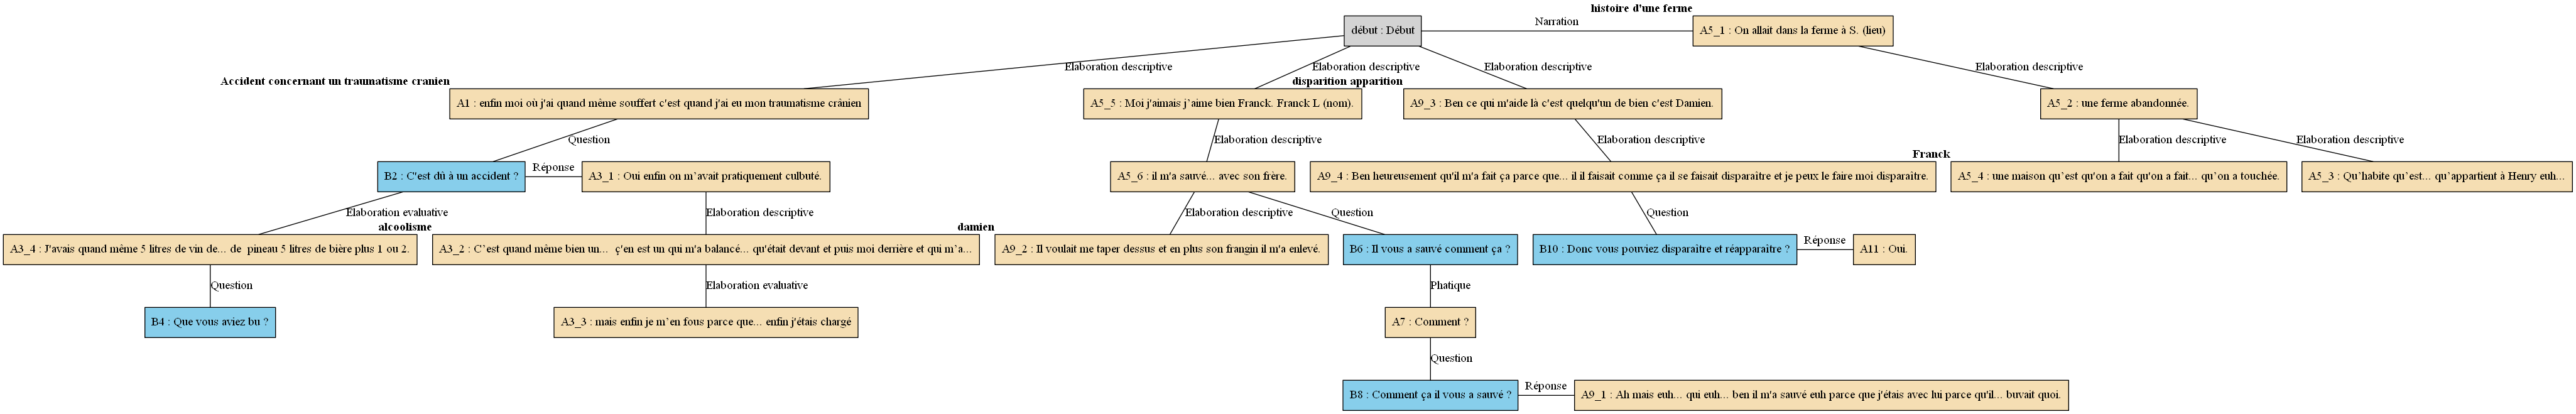 histoire d'une ferme
début : Début
Narration
A5_1 : On allait dans la ferme à S. (lieu)
Elaboration descriptive
Elaboration descriptive
Elaboration descriptive
Elaboration descriptive
Accident concernant un traumatisme cranien
disparition apparition
A1 : enfin moi où j'ai quand même souffert c'est quand j'ai eu mon traumatisme crânien
A5_5 : Moi j'aimais j’aime bien Franck. Franck L (nom).
A9_3 : Ben ce qui m'aide là c'est quelqu'un de bien c'est Damien.
A5_2 : une ferme abandonnée.
Question
Elaboration descriptive
Elaboration descriptive
Elaboration descriptive
Elaboration descriptive
Franck
B2 : C'est dû à un accident ?
Réponse
A3_1 : Oui enfin on m’avait pratiquement culbuté.
A5_6 : il m'a sauvé... avec son frère.
A9_4 : Ben heureusement qu'il m'a fait ça parce que... il il faisait comme ça il se faisait disparaître et je peux le faire moi disparaître.
A5_4 : une maison qu’est qu'on a fait qu'on a fait... qu’on a touchée.
A5_3 : Qu’habite qu’est... qu’appartient à Henry euh...
Elaboration evaluative
Elaboration descriptive
Elaboration descriptive
Question
Question
alcoolisme
damien
A3_4 : J'avais quand même 5 litres de vin de... de  pineau 5 litres de bière plus 1 ou 2.
A3_2 : C’est quand même bien un...  ç'en est un qui m'a balancé... qu'était devant et puis moi derrière et qui m’a...
A9_2 : Il voulait me taper dessus et en plus son frangin il m'a enlevé.
B6 : Il vous a sauvé comment ça ?
B10 : Donc vous pouviez disparaître et réapparaître ?
Réponse
A11 : Oui.
Question
Elaboration evaluative
Phatique
B4 : Que vous aviez bu ?
A3_3 : mais enfin je m’en fous parce que... enfin j'étais chargé
A7 : Comment ?
Question
B8 : Comment ça il vous a sauvé ?
Réponse
A9_1 : Ah mais euh... qui euh... ben il m'a sauvé euh parce que j'étais avec lui parce qu'il... buvait quoi.